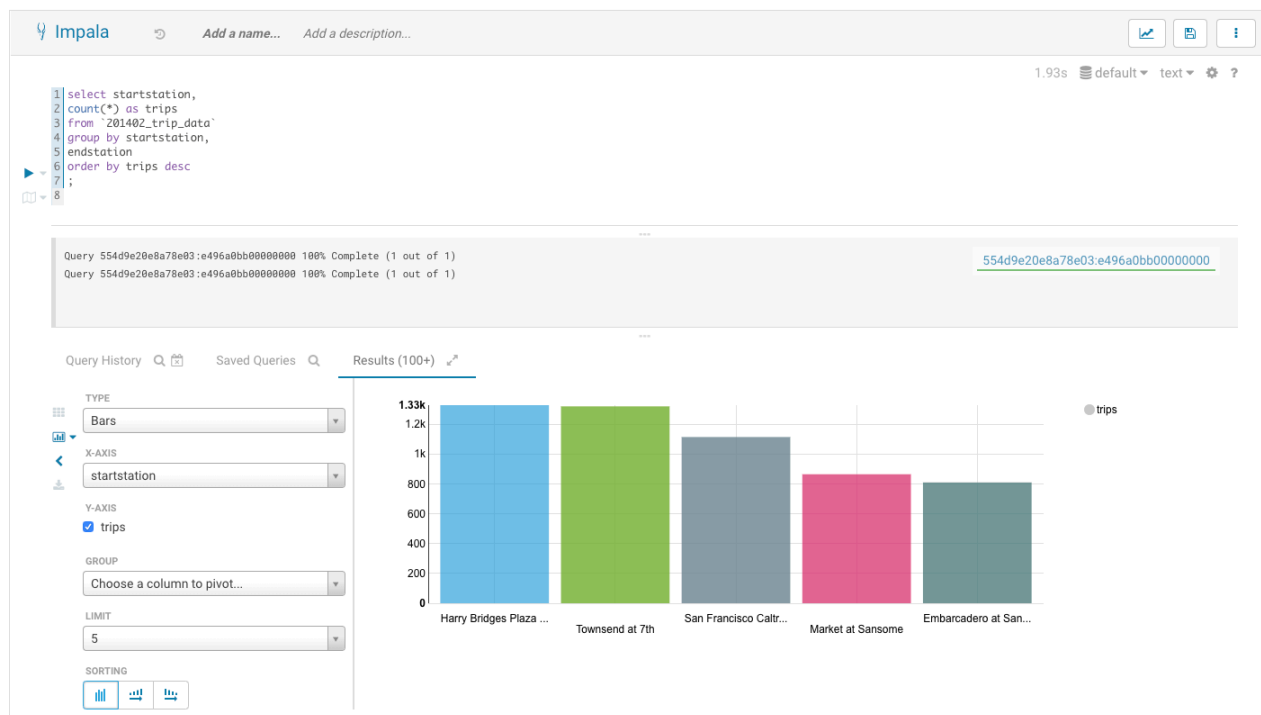 Impala Add a name... Add a description...
1.93s default text ?
1 select startstation,
2 count(*) as trips
3 from `201402_trip_data`
4 group by startstation,
5 endstation
6 order by trips desc
7 ;
8
Query 554d9e20e8a78e03:e496a0bb00000000 100% Complete (1 out of 1)
Query 554d9e20e8a78e03:e496a0bb00000000 100% Complete (1 out of 1)
554d9e20e8a78e03:e496a0bb00000000
Query History Saved Queries Results (100+)
TYPE
Bars
X-AXIS
startstation
Y-AXIS
trips
GROUP
Choose a column to pivot...
LIMIT
5
SORTING
1.33k
1.2k
1k
800
600
400
200
0
Harry Bridges Plaza ...
Townsend at 7th
San Francisco Caltr...
Market at Sansome
Embarcadero at San...
trips